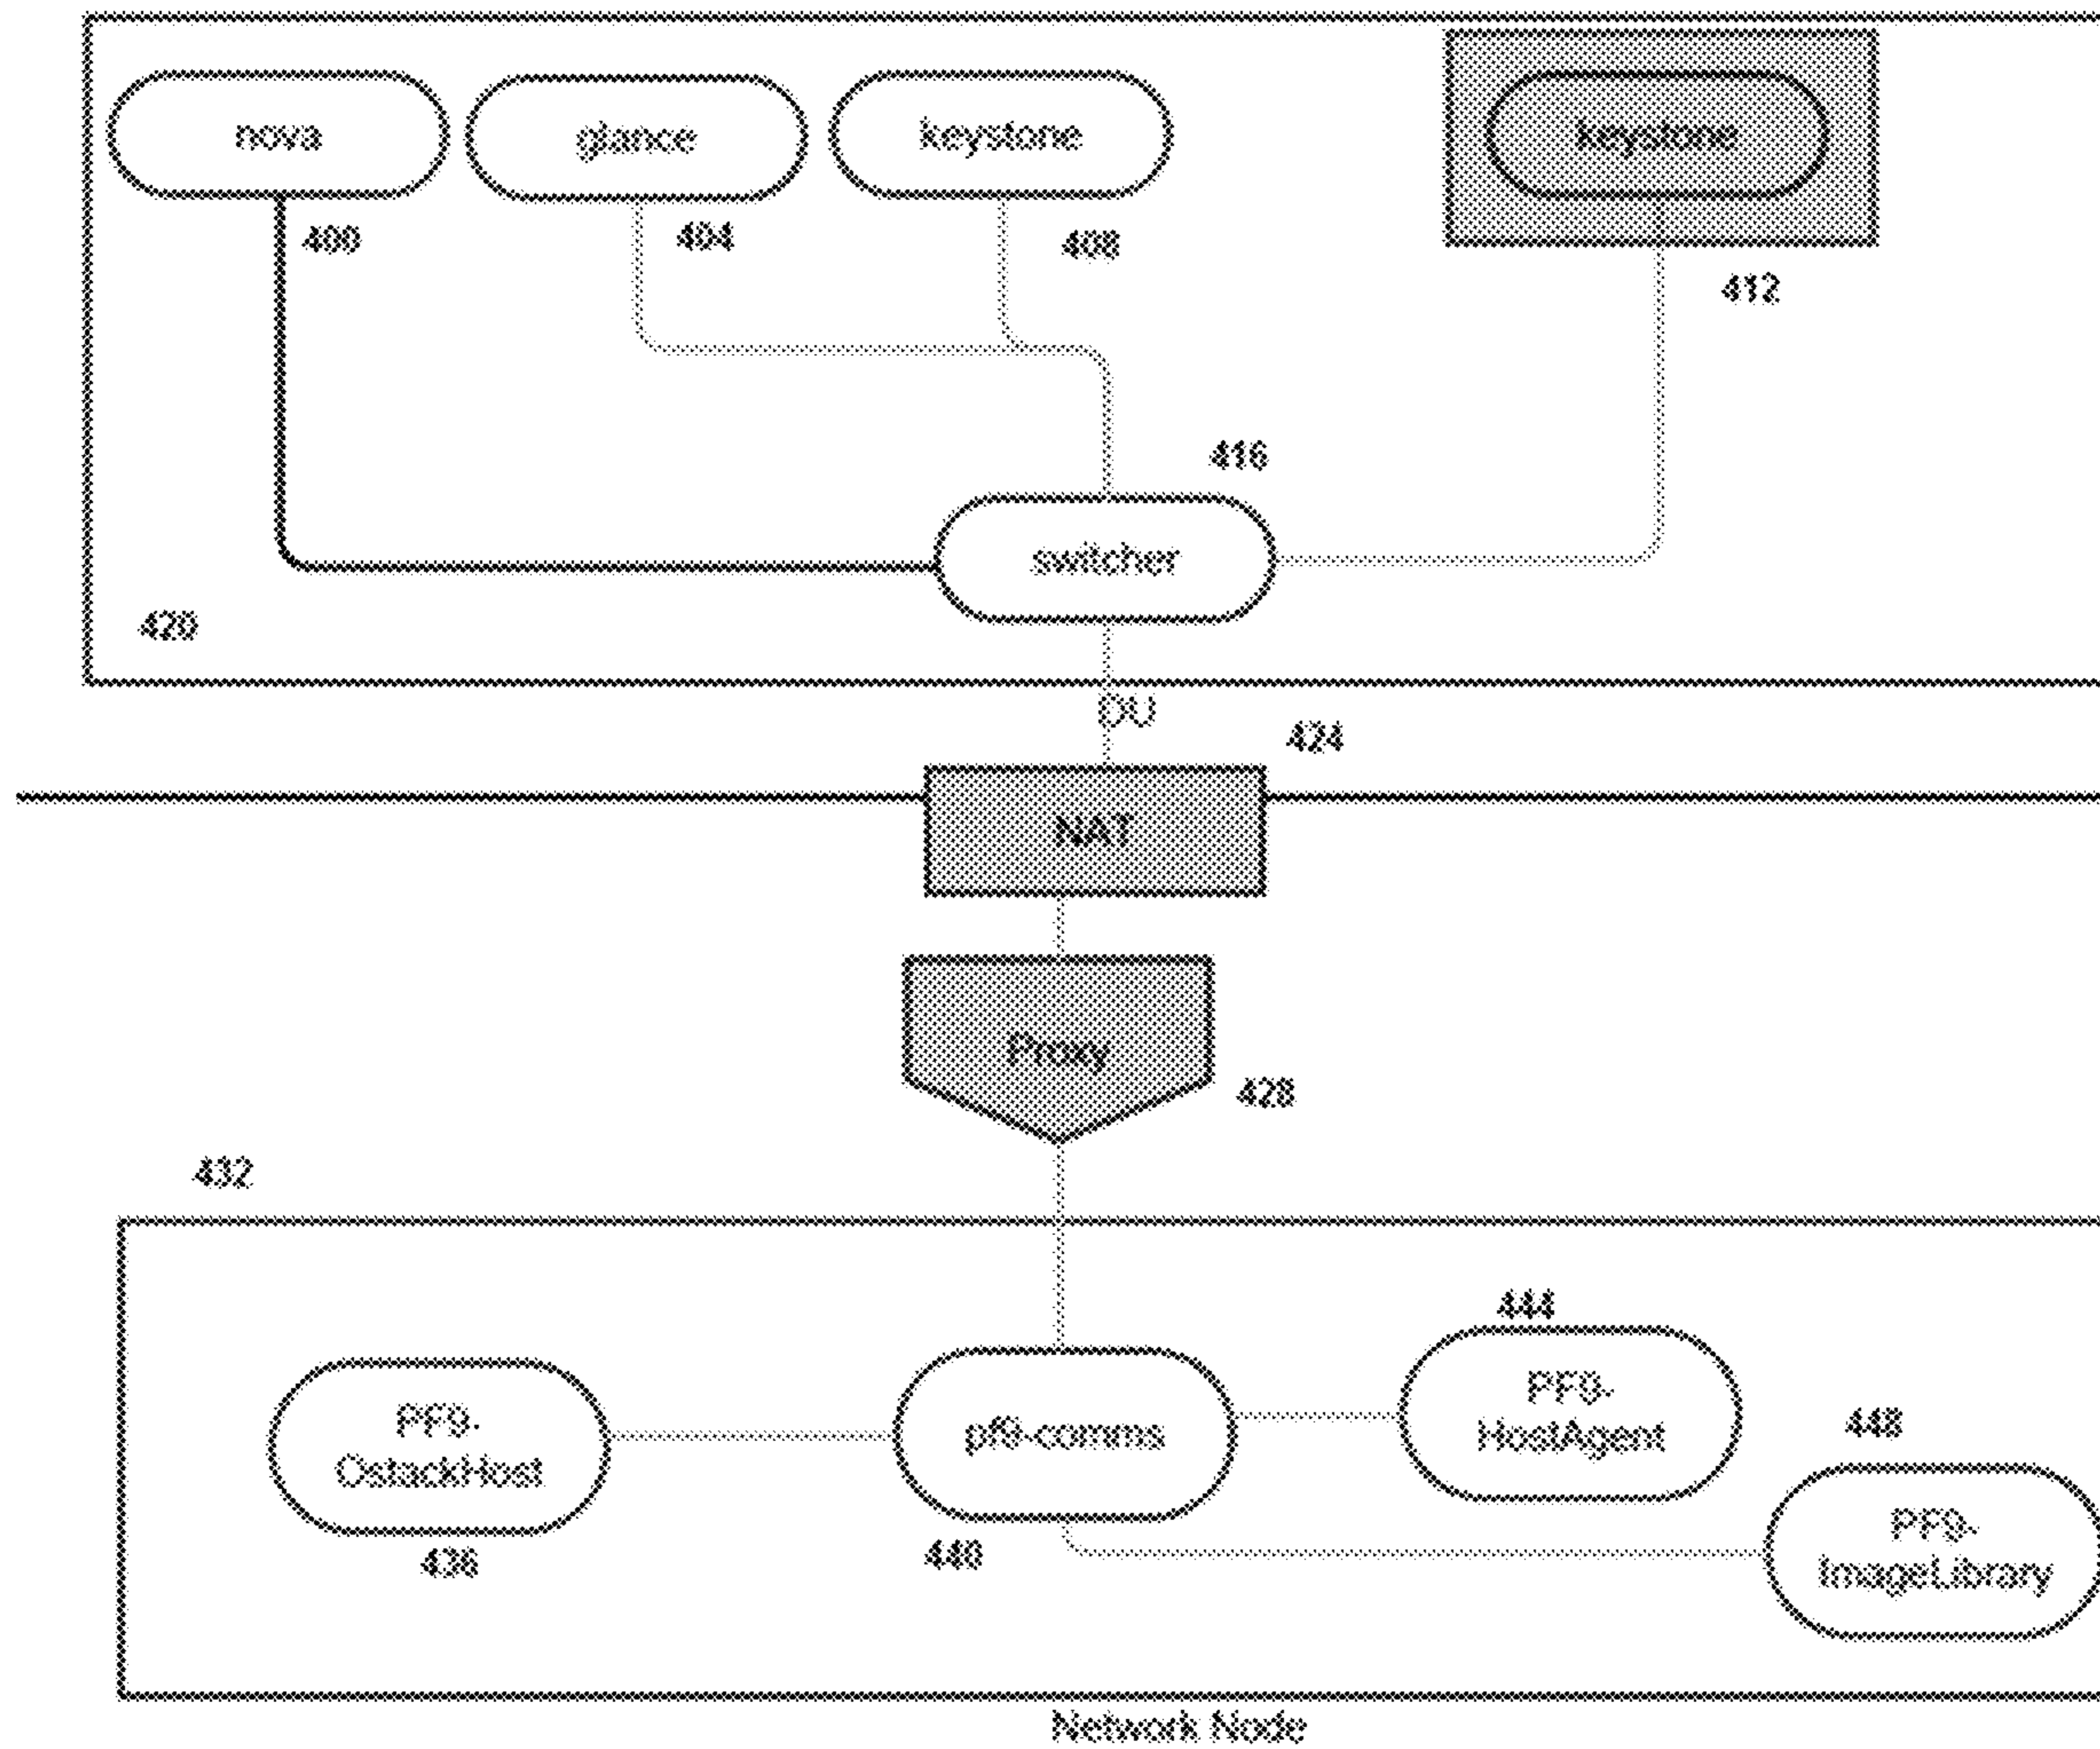 nova
glance
keystone
keystone
400
404
408
412
416
switcher
420
DU
424
NAT
Proxy
428
432
444
PF9-
HostAgent
PF9-
OstackHost
pf9-comms
448
PF9-
ImageLibrary
436
440
Network Node